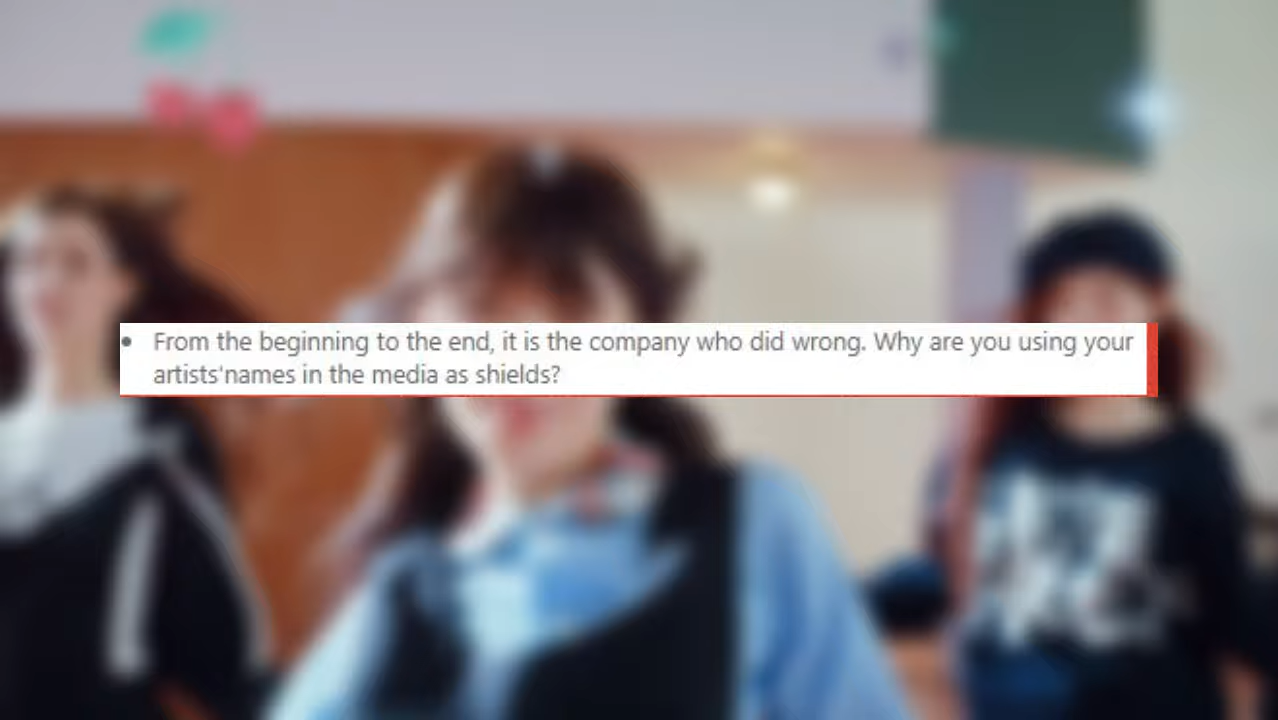 From the beginning to the end, it is the company who did wrong. Why are you using your
artists'names in the media as shields?